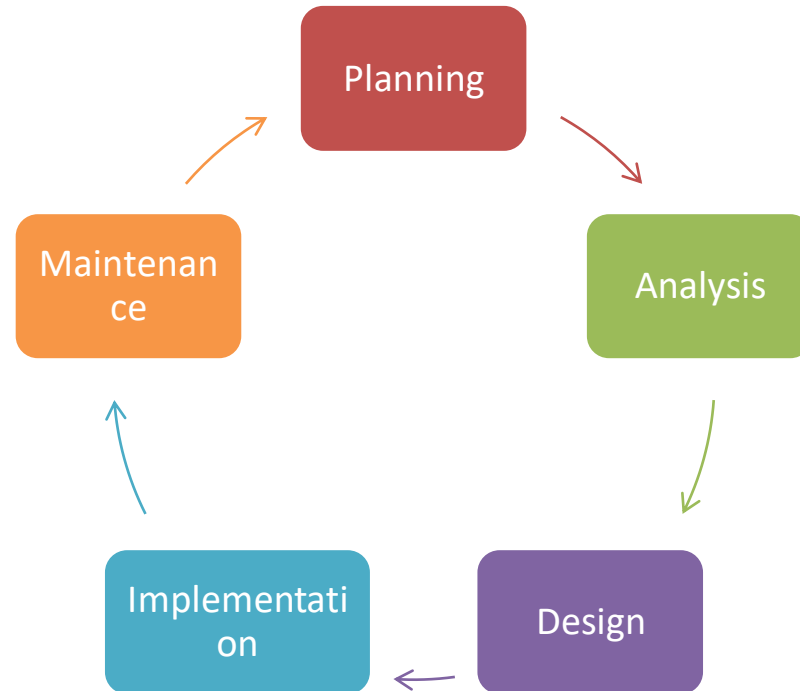 Planning
Analysis
Design
Implementati
on
Maintenan
ce